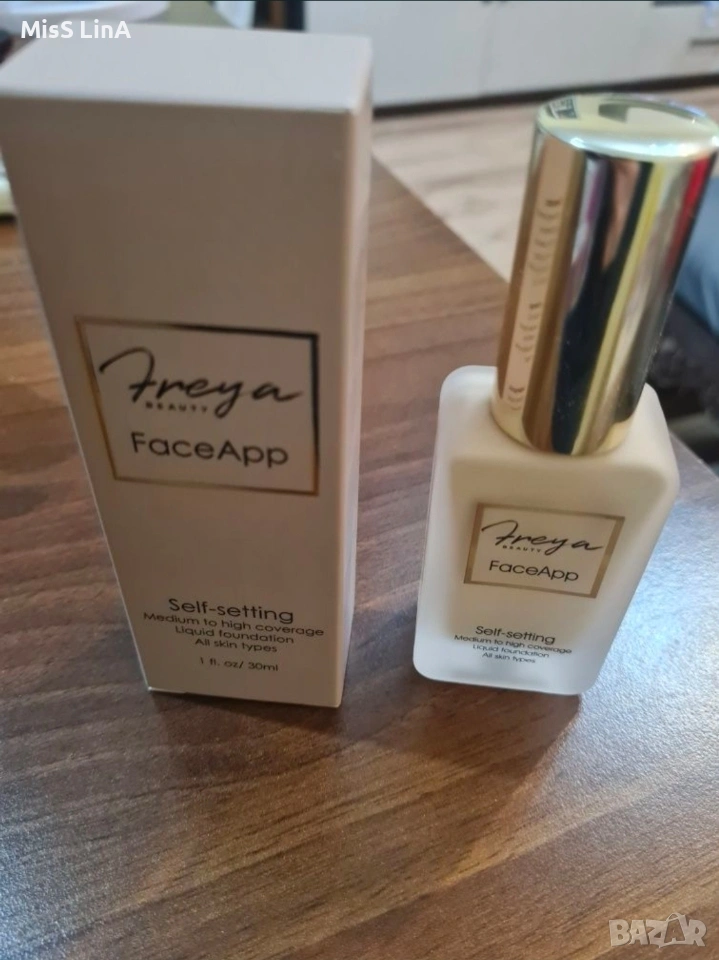 MisS LinA
Freya
BEAUTY
FaceApp
Self-setting
Medium to high coverage
Liquid foundation
All skin types
1 fl. oz/ 30ml
Freya
BEAUTY
FaceApp
Self-setting
Medium to high coverage
Liquid foundation
All skin types
BAZAR